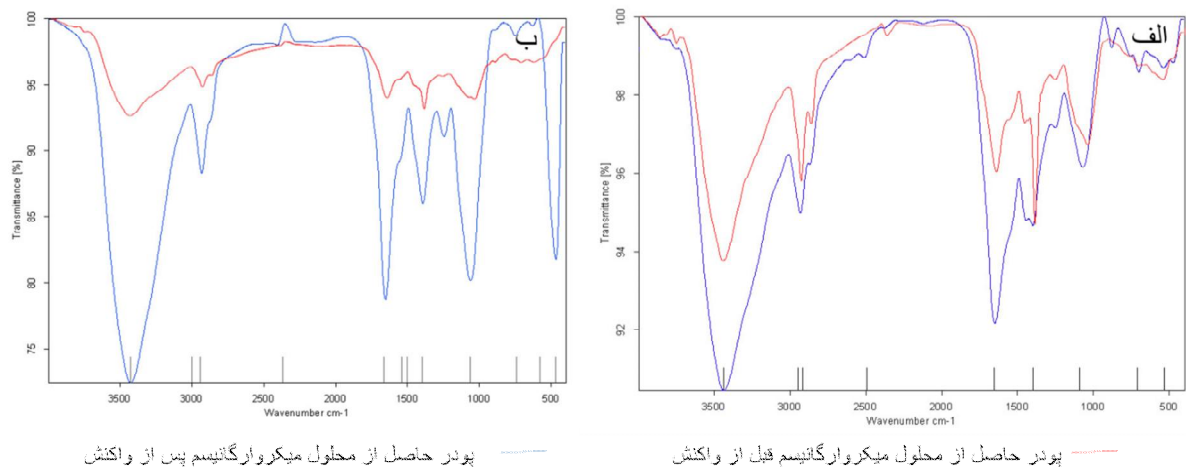 الف
Transmittance [%]
100
98
96
94
92
3500 3000 2500 2000 1500 1000 500
Wavenumber cm-1
ب
Transmittance [%]
100
95
90
85
80
75
3500 3000 2500 2000 1500 1000 500
Wavenumber cm-1
پودر حاصل از محلول میکروارگانیسم قبل از واکنش
پودر حاصل از محلول میکروارگانیسم پس از واکنش